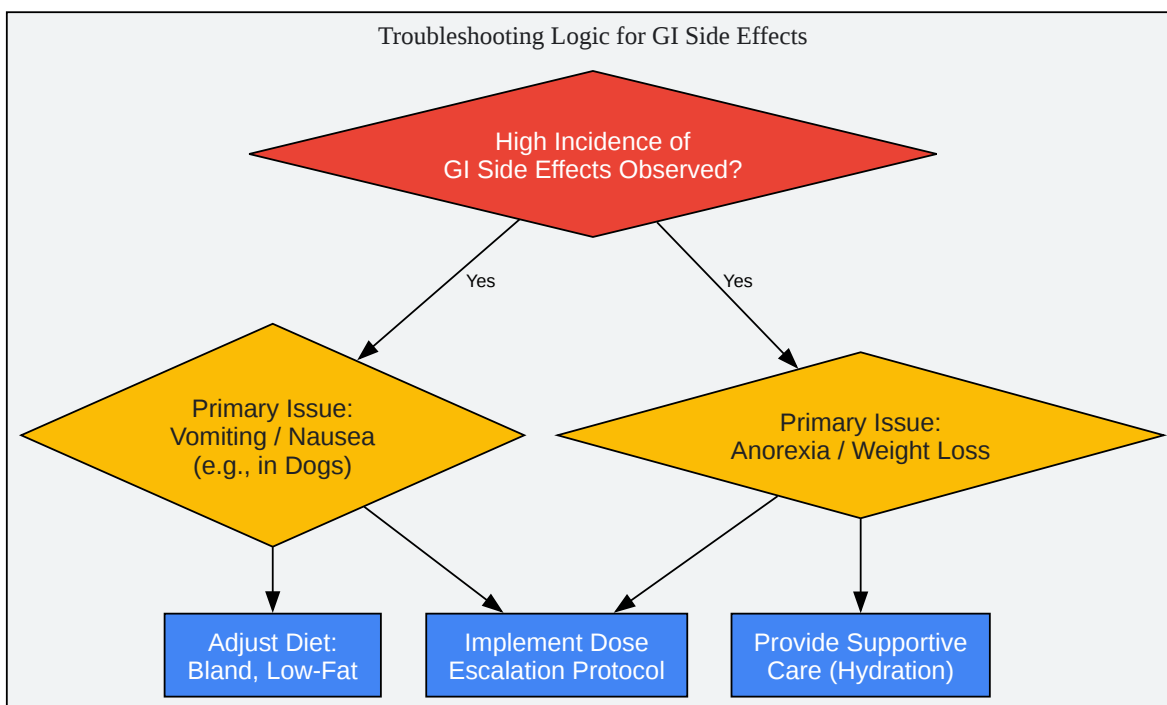 Troubleshooting Logic for GI Side Effects
High Incidence of
GI Side Effects Observed?
Yes
Yes
Primary Issue:
Vomiting / Nausea
(e.g., in Dogs)
Primary Issue:
Anorexia / Weight Loss
Adjust Diet:
Bland, Low-Fat
Implement Dose
Escalation Protocol
Provide Supportive
Care (Hydration)